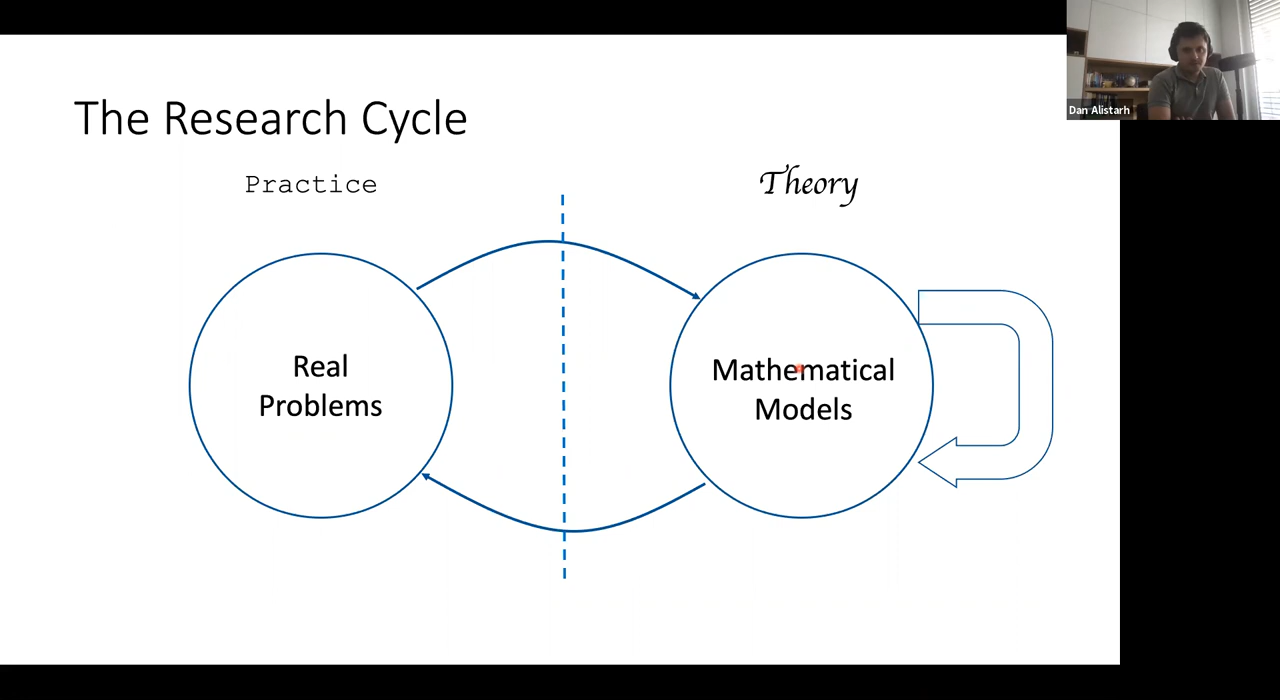 The Research Cycle
Practice
Theory
Real
Problems
Mathematical
Models
Dan Alistarh